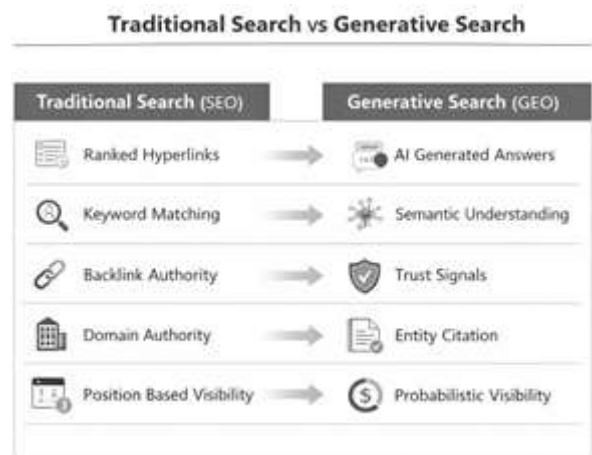 Traditional Search vs Generative Search
Traditional Search (SEO) Generative Search (GEO)
Ranked Hyperlinks AI Generated Answers
Keyword Matching Semantic Understanding
Backlink Authority Trust Signals
Domain Authority Entity Citation
Position Based Visibility Probabilistic Visibility